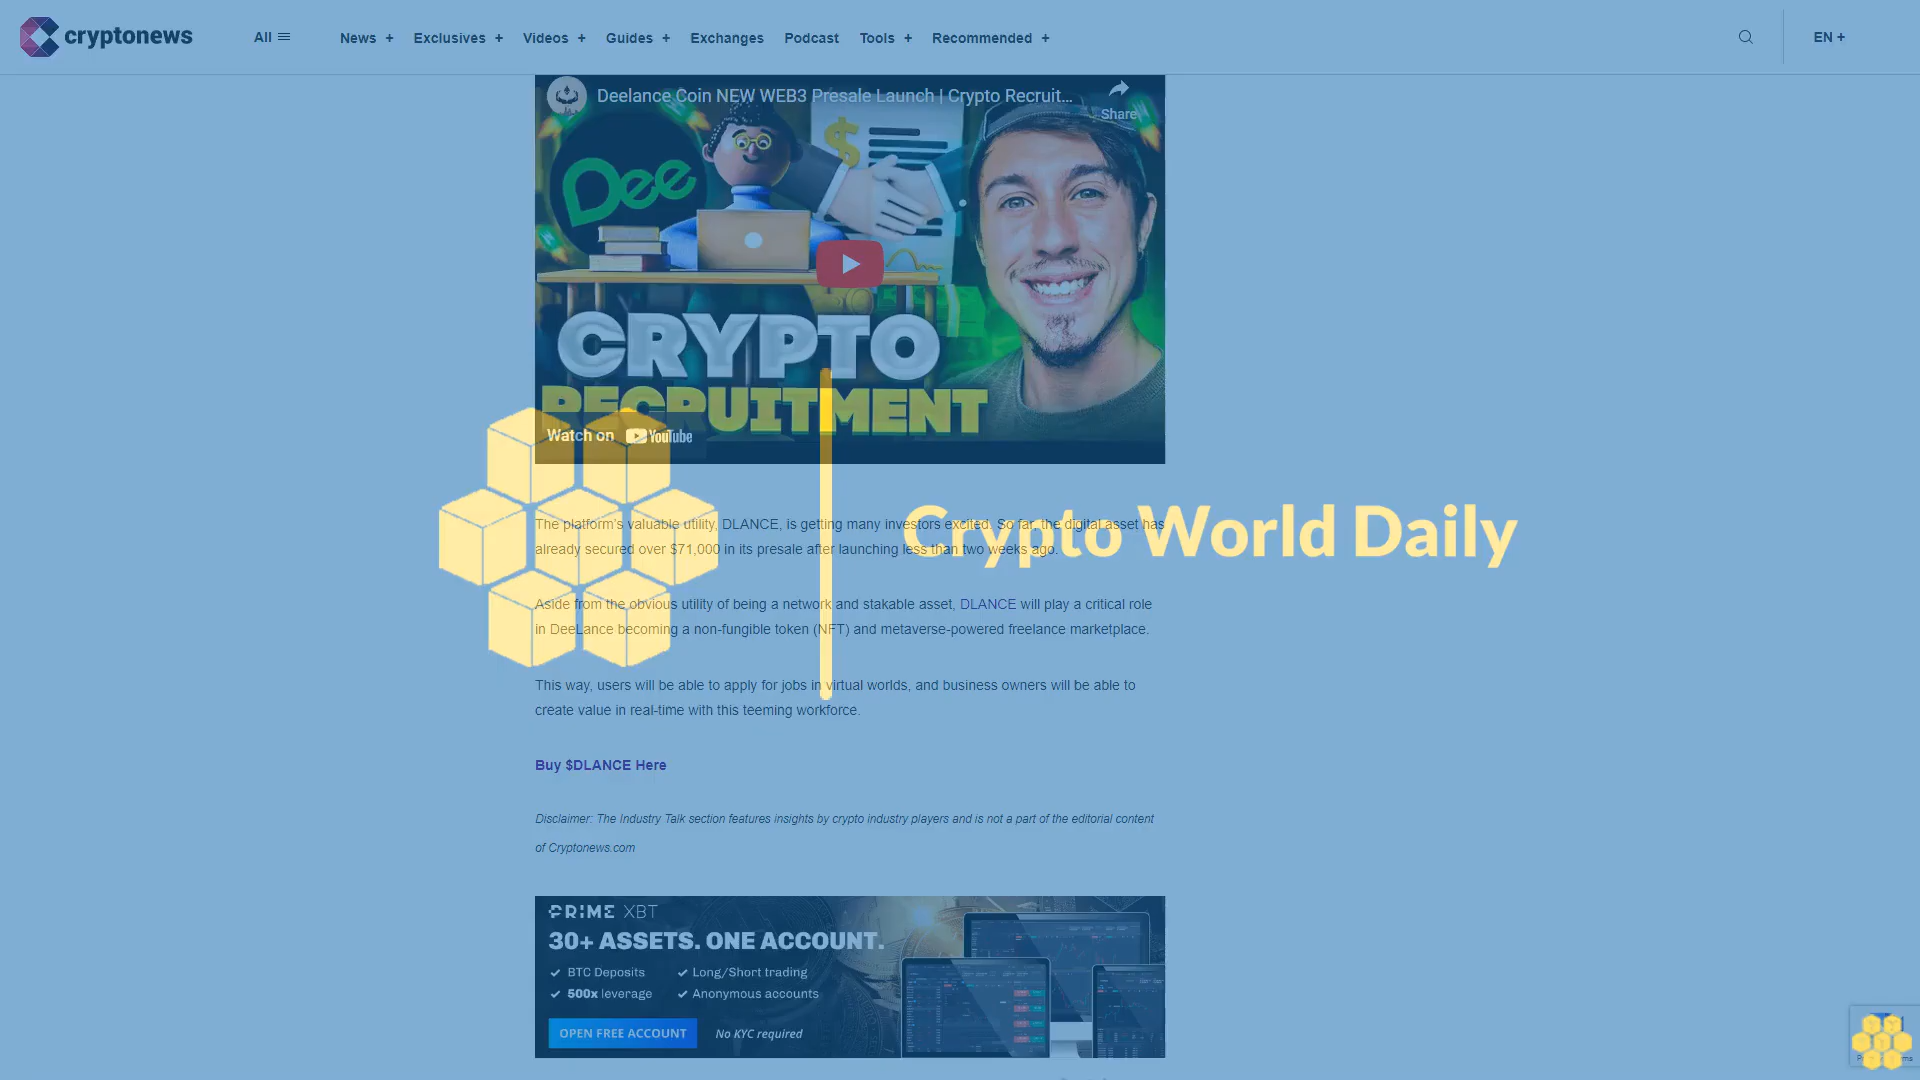 cryptonews
All
News +
Exclusives +
Videos +
Guides +
Exchanges
Podcast
Tools +
Recommended +
EN +
Deelance Coin NEW WEB3 Presale Launch | Crypto Recruit...
Share
Dee
CRYPTO
RECRUITMENT
Watch on YouTube
The platform's valuable utility, DLANCE, is getting many investors excited. So far, the digital asset has
already secured over $71,000 in its presale after launching less than two weeks ago.
Crypto World Daily
Aside from the obvious utility of being a network and stakable asset, DLANCE will play a critical role
in DeeLance becoming a non-fungible token (NFT) and metaverse-powered freelance marketplace.
This way, users will be able to apply for jobs in virtual worlds, and business owners will be able to
create value in real-time with this teeming workforce.
Buy $DLANCE Here
Disclaimer: The Industry Talk section features insights by crypto industry players and is not a part of the editorial content
of Cryptonews.com
PRIME XBT
30+ ASSETS. ONE ACCOUNT.
BTC Deposits
Long/Short trading
500x leverage
Anonymous accounts
OPEN FREE ACCOUNT
No KYC required